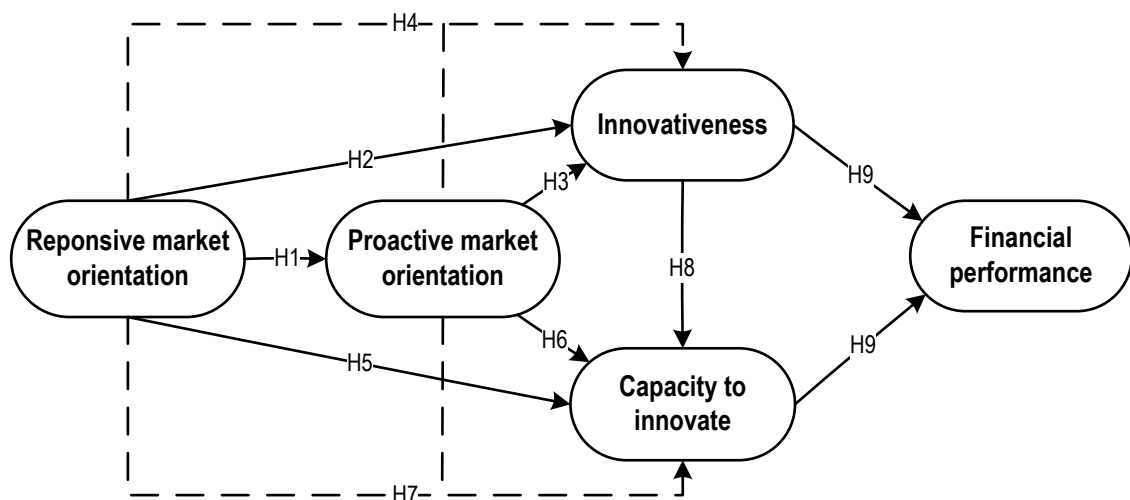 H4
Innovativeness
H2
H3
H9
Reponsive market
orientation
H1
Proactive market
orientation
H8
Financial
performance
H5
H6
H9
Capacity to
innovate
H7